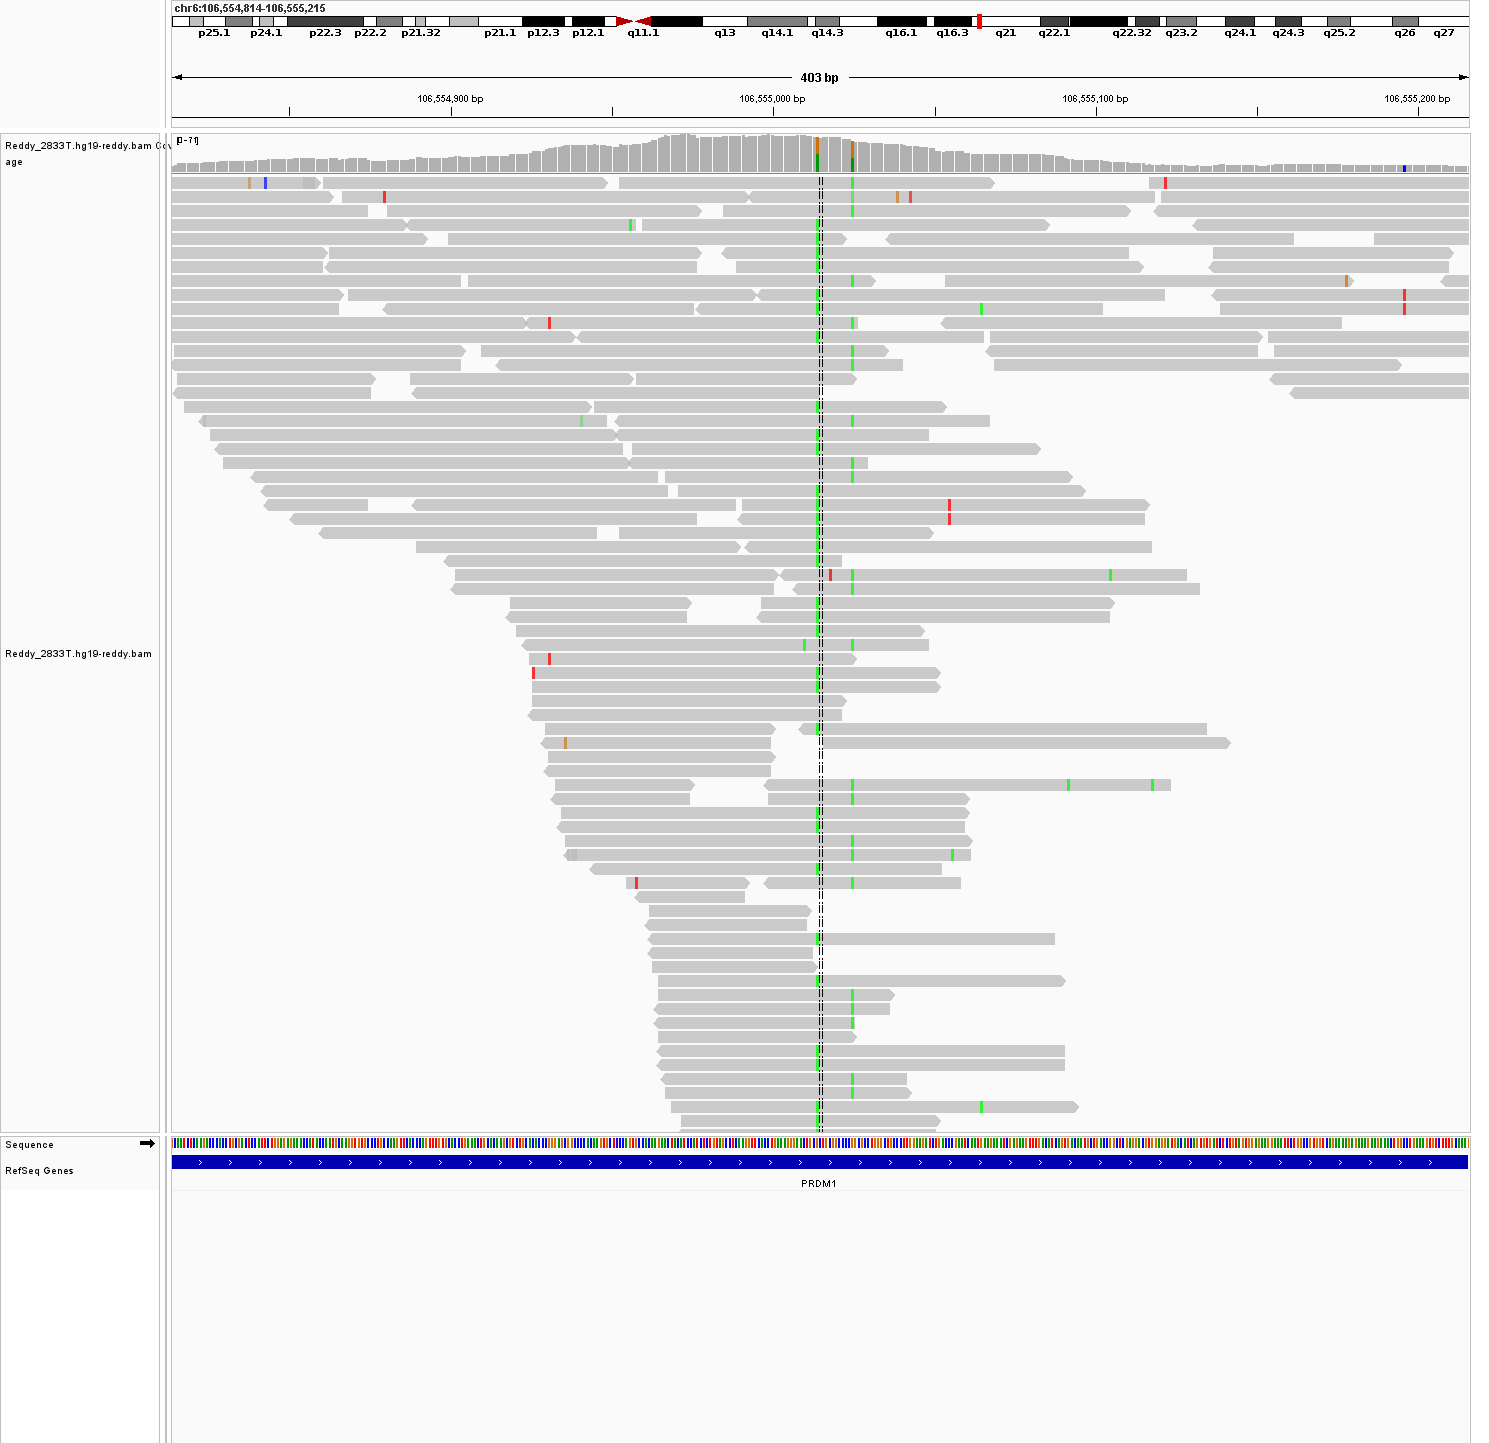 chr6:106,554,814-106,555,215
p25.1 p24.1 p22.3 p22.2 p21.32 p21.1 p12.3 p12.1 q11.1 q13 q14.1 q14.3 q16.1 q16.3 q21 q22.1 q22.32 q23.2 q24.1 q24.3 q25.2 q26 q27
403 bp
106,554,900 bp 106,555,000 bp 106,555,100 bp 106,555,200 bp
[0-71]
Reddy_2833T.hg19-reddy.bam Cov
age
Reddy_2833T.hg19-reddy.bam
Sequence
RefSeq Genes
PRDM1